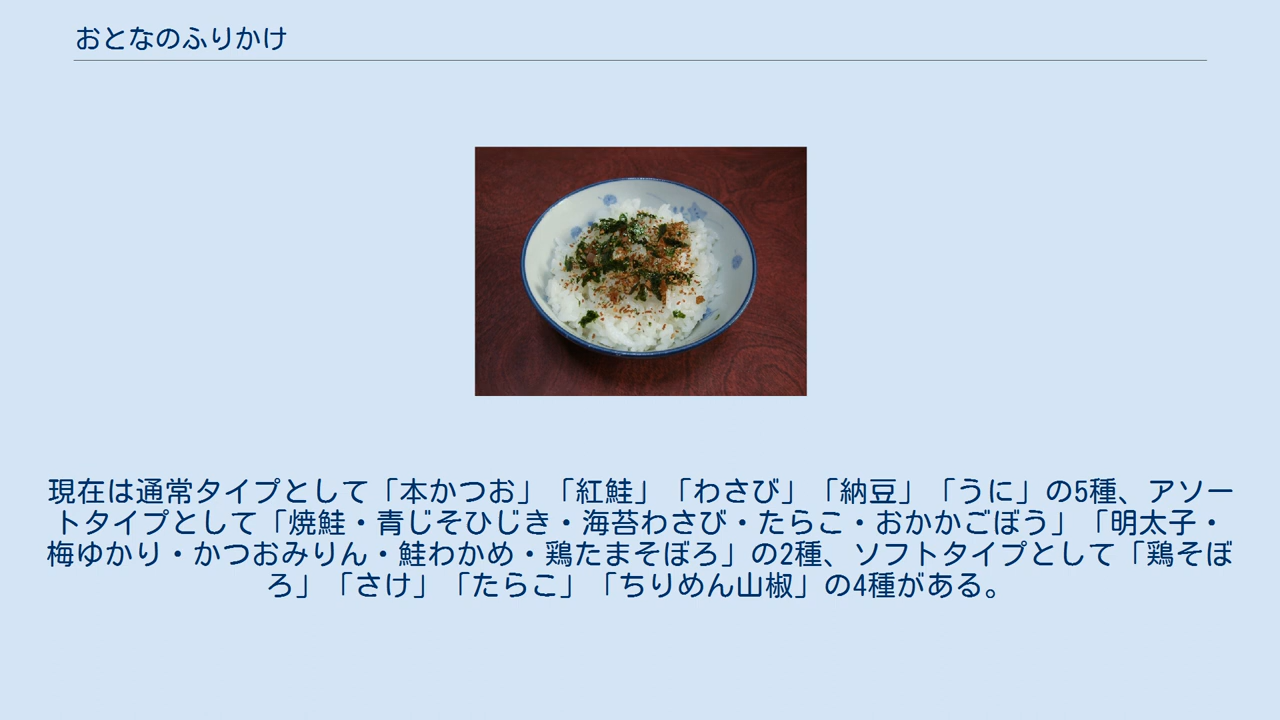 おとなのふりかけ
現在は通常タイプとして「本かつお」「紅鮭」「わさび」「納豆」「うに」の5種、アソー
トタイプとして「焼鮭・青じそひじき・海苔わさび・たらこ・おかかごぼう」「明太子・
梅ゆかり・かつおみりん・鮭わかめ・鶏たまそぼろ」の2種、ソフトタイプとして「鶏そぼ
ろ」「さけ」「たらこ」「ちりめん山椒」の4種がある。